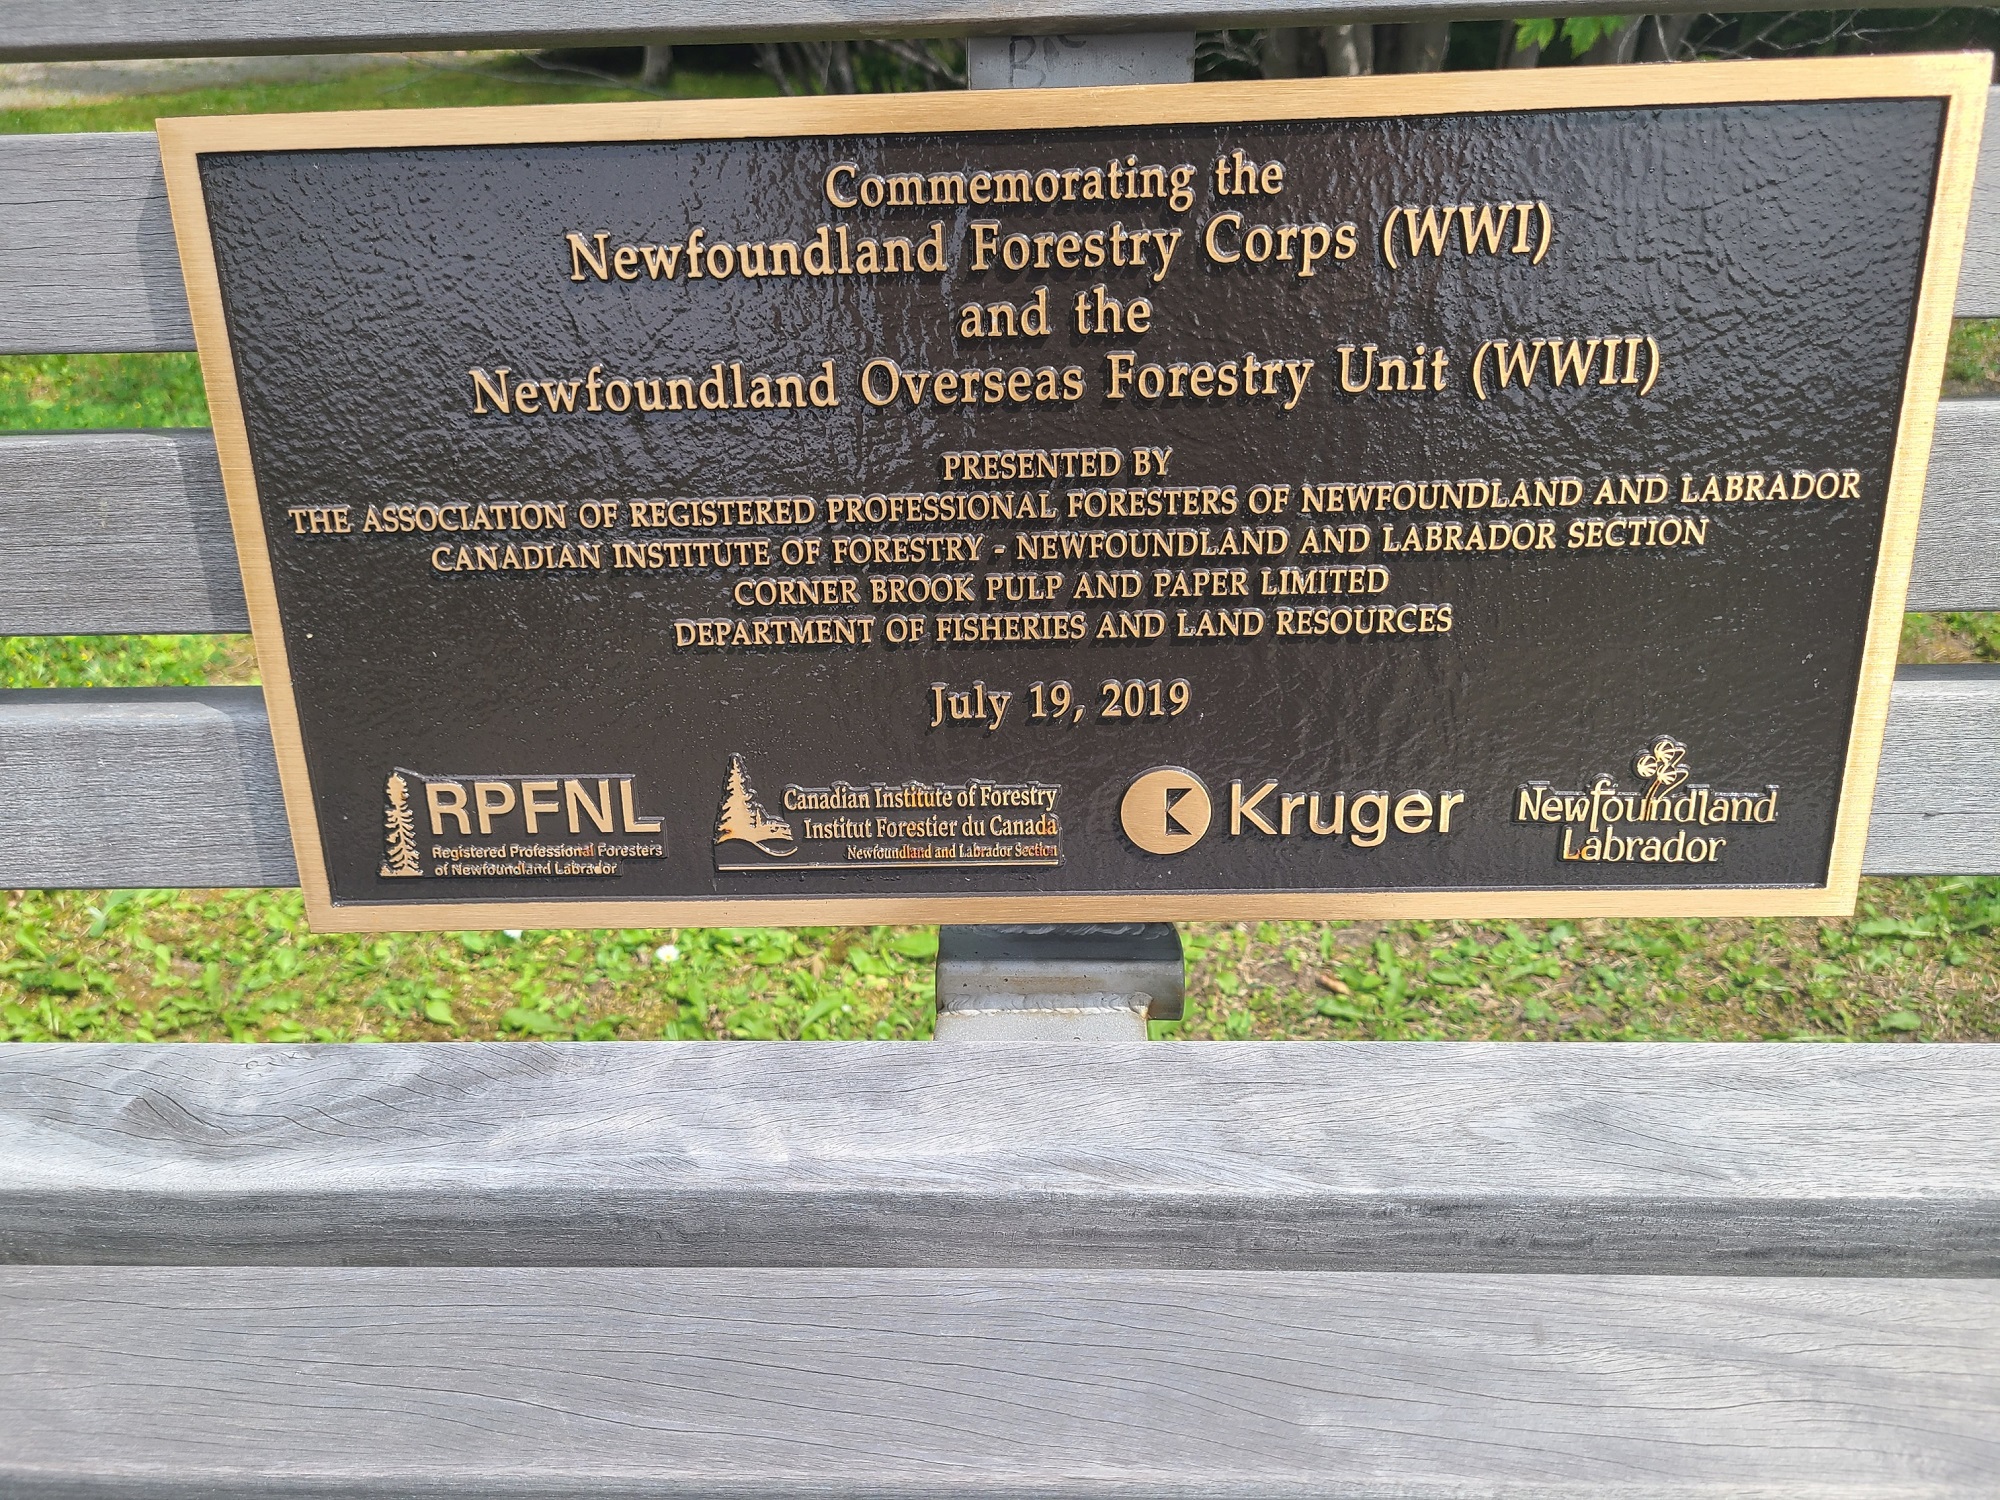 Commemorating the
Newfoundland Forestry Corps (WWI)
and the
Newfoundland Overseas Forestry Unit (WWII)
PRESENTED BY
THE ASSOCIATION OF REGISTERED PROFESSIONAL FORESTERS OF NEWFOUNDLAND AND LABRADOR
CANADIAN INSTITUTE OF FORESTRY - NEWFOUNDLAND AND LABRADOR SECTION
CORNER BROOK PULP AND PAPER LIMITED
DEPARTMENT OF FISHERIES AND LAND RESOURCES
July 19, 2019
RPFNL
Registered Professional Foresters
of Newfoundland Labrador
Canadian Institute of Forestry
Institut Forestier du Canada
Newfoundland and Labrador Section
Kruger
Newfoundland
Labrador